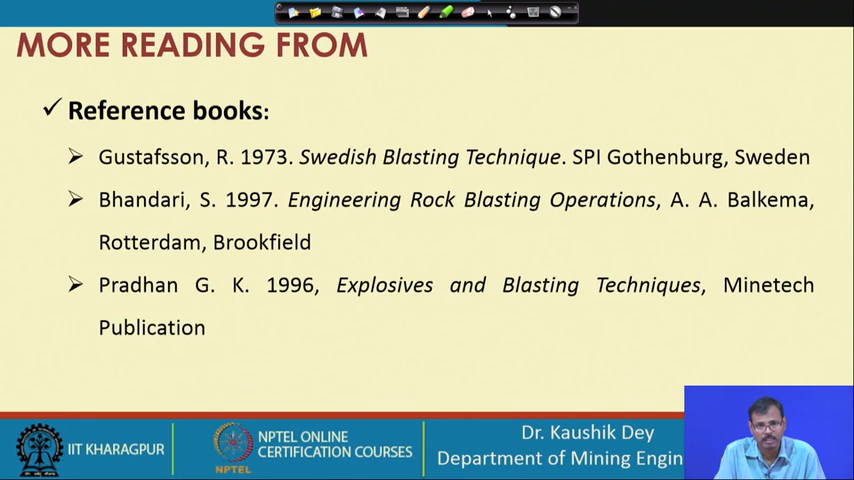 MORE READING FROM
✓ Reference books:
➤ Gustafsson, R. 1973. Swedish Blasting Technique. SPI Gothenburg, Sweden
➤ Bhandari, S. 1997. Engineering Rock Blasting Operations, A. A. Balkema,
Rotterdam, Brookfield
➤ Pradhan G. K. 1996, Explosives and Blasting Techniques, Minetech
Publication
IIT KHARAGPUR
NPTEL
NPTEL ONLINE
CERTIFICATION COURSES
Dr. Kaushik Dey
Department of Mining Engin